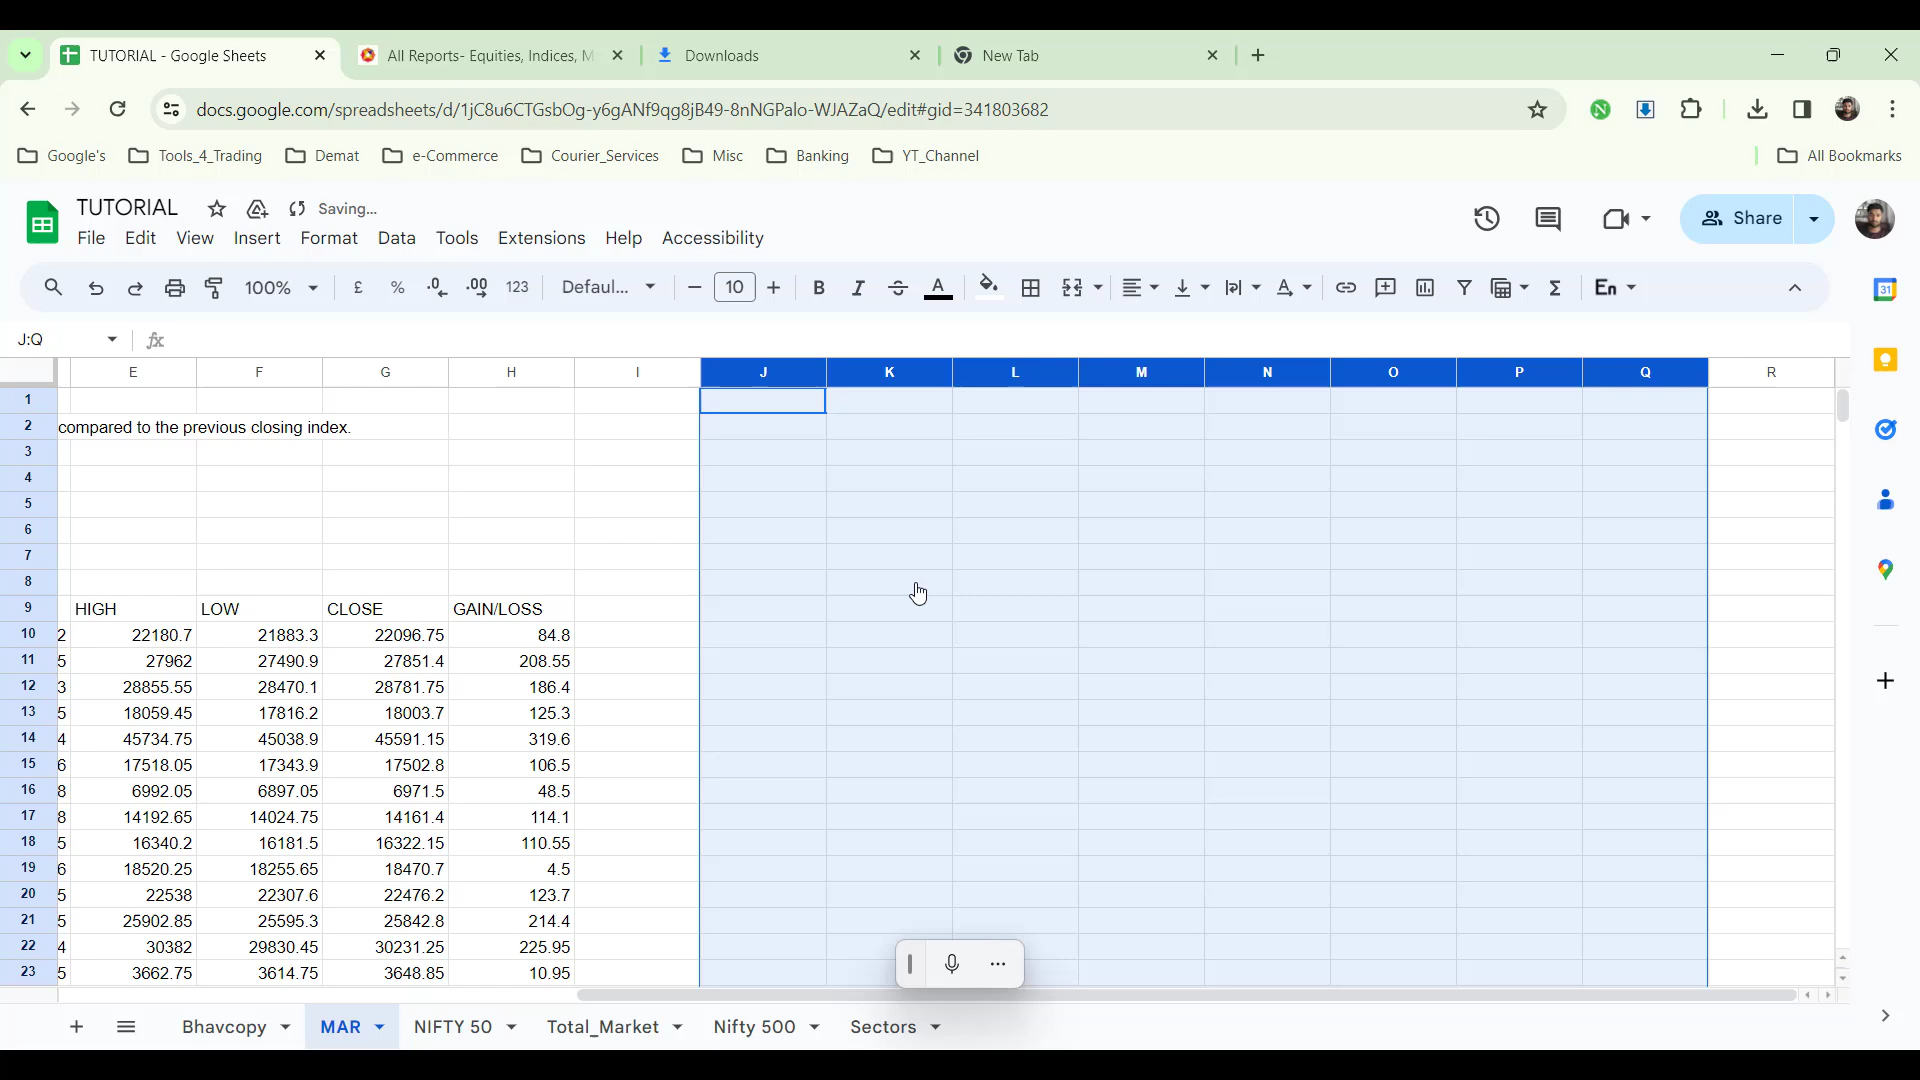 TUTORIAL - Google Sheets
All Reports- Equities, Indices, M
Downloads
New Tab
docs.google.com/spreadsheets/d/1jC8u6CTGsbOg-y6gANf9qg8jB49-8nNGPalo-WJAZaQ/edit#gid=341803682
Google's Tools_4_Trading Demat e-Commerce Courier_Services Misc Banking YT_Channel All Bookmarks
TUTORIAL Saving...
File Edit View Insert Format Data Tools Extensions Help Accessibility
Share
100% £ % .0 .00 123 Defaul... 10 B I A En
J:Q fx
E F G H I J K L M N O P Q R
1
2 compared to the previous closing index.
3
4
5
6
7
8
9 HIGH LOW CLOSE GAIN/LOSS
10 2 22180.7 21883.3 22096.75 84.8
11 5 27962 27490.9 27851.4 208.55
12 3 28855.55 28470.1 28781.75 186.4
13 5 18059.45 17816.2 18003.7 125.3
14 4 45734.75 45038.9 45591.15 319.6
15 6 17518.05 17343.9 17502.8 106.5
16 8 6992.05 6897.05 6971.5 48.5
17 8 14192.65 14024.75 14161.4 114.1
18 5 16340.2 16181.5 16322.15 110.55
19 6 18520.25 18255.65 18470.7 4.5
20 5 22538 22307.6 22476.2 123.7
21 5 25902.85 25595.3 25842.8 214.4
22 4 30382 29830.45 30231.25 225.95
23 5 3662.75 3614.75 3648.85 10.95
Bhavcopy MAR NIFTY 50 Total_Market Nifty 500 Sectors
31